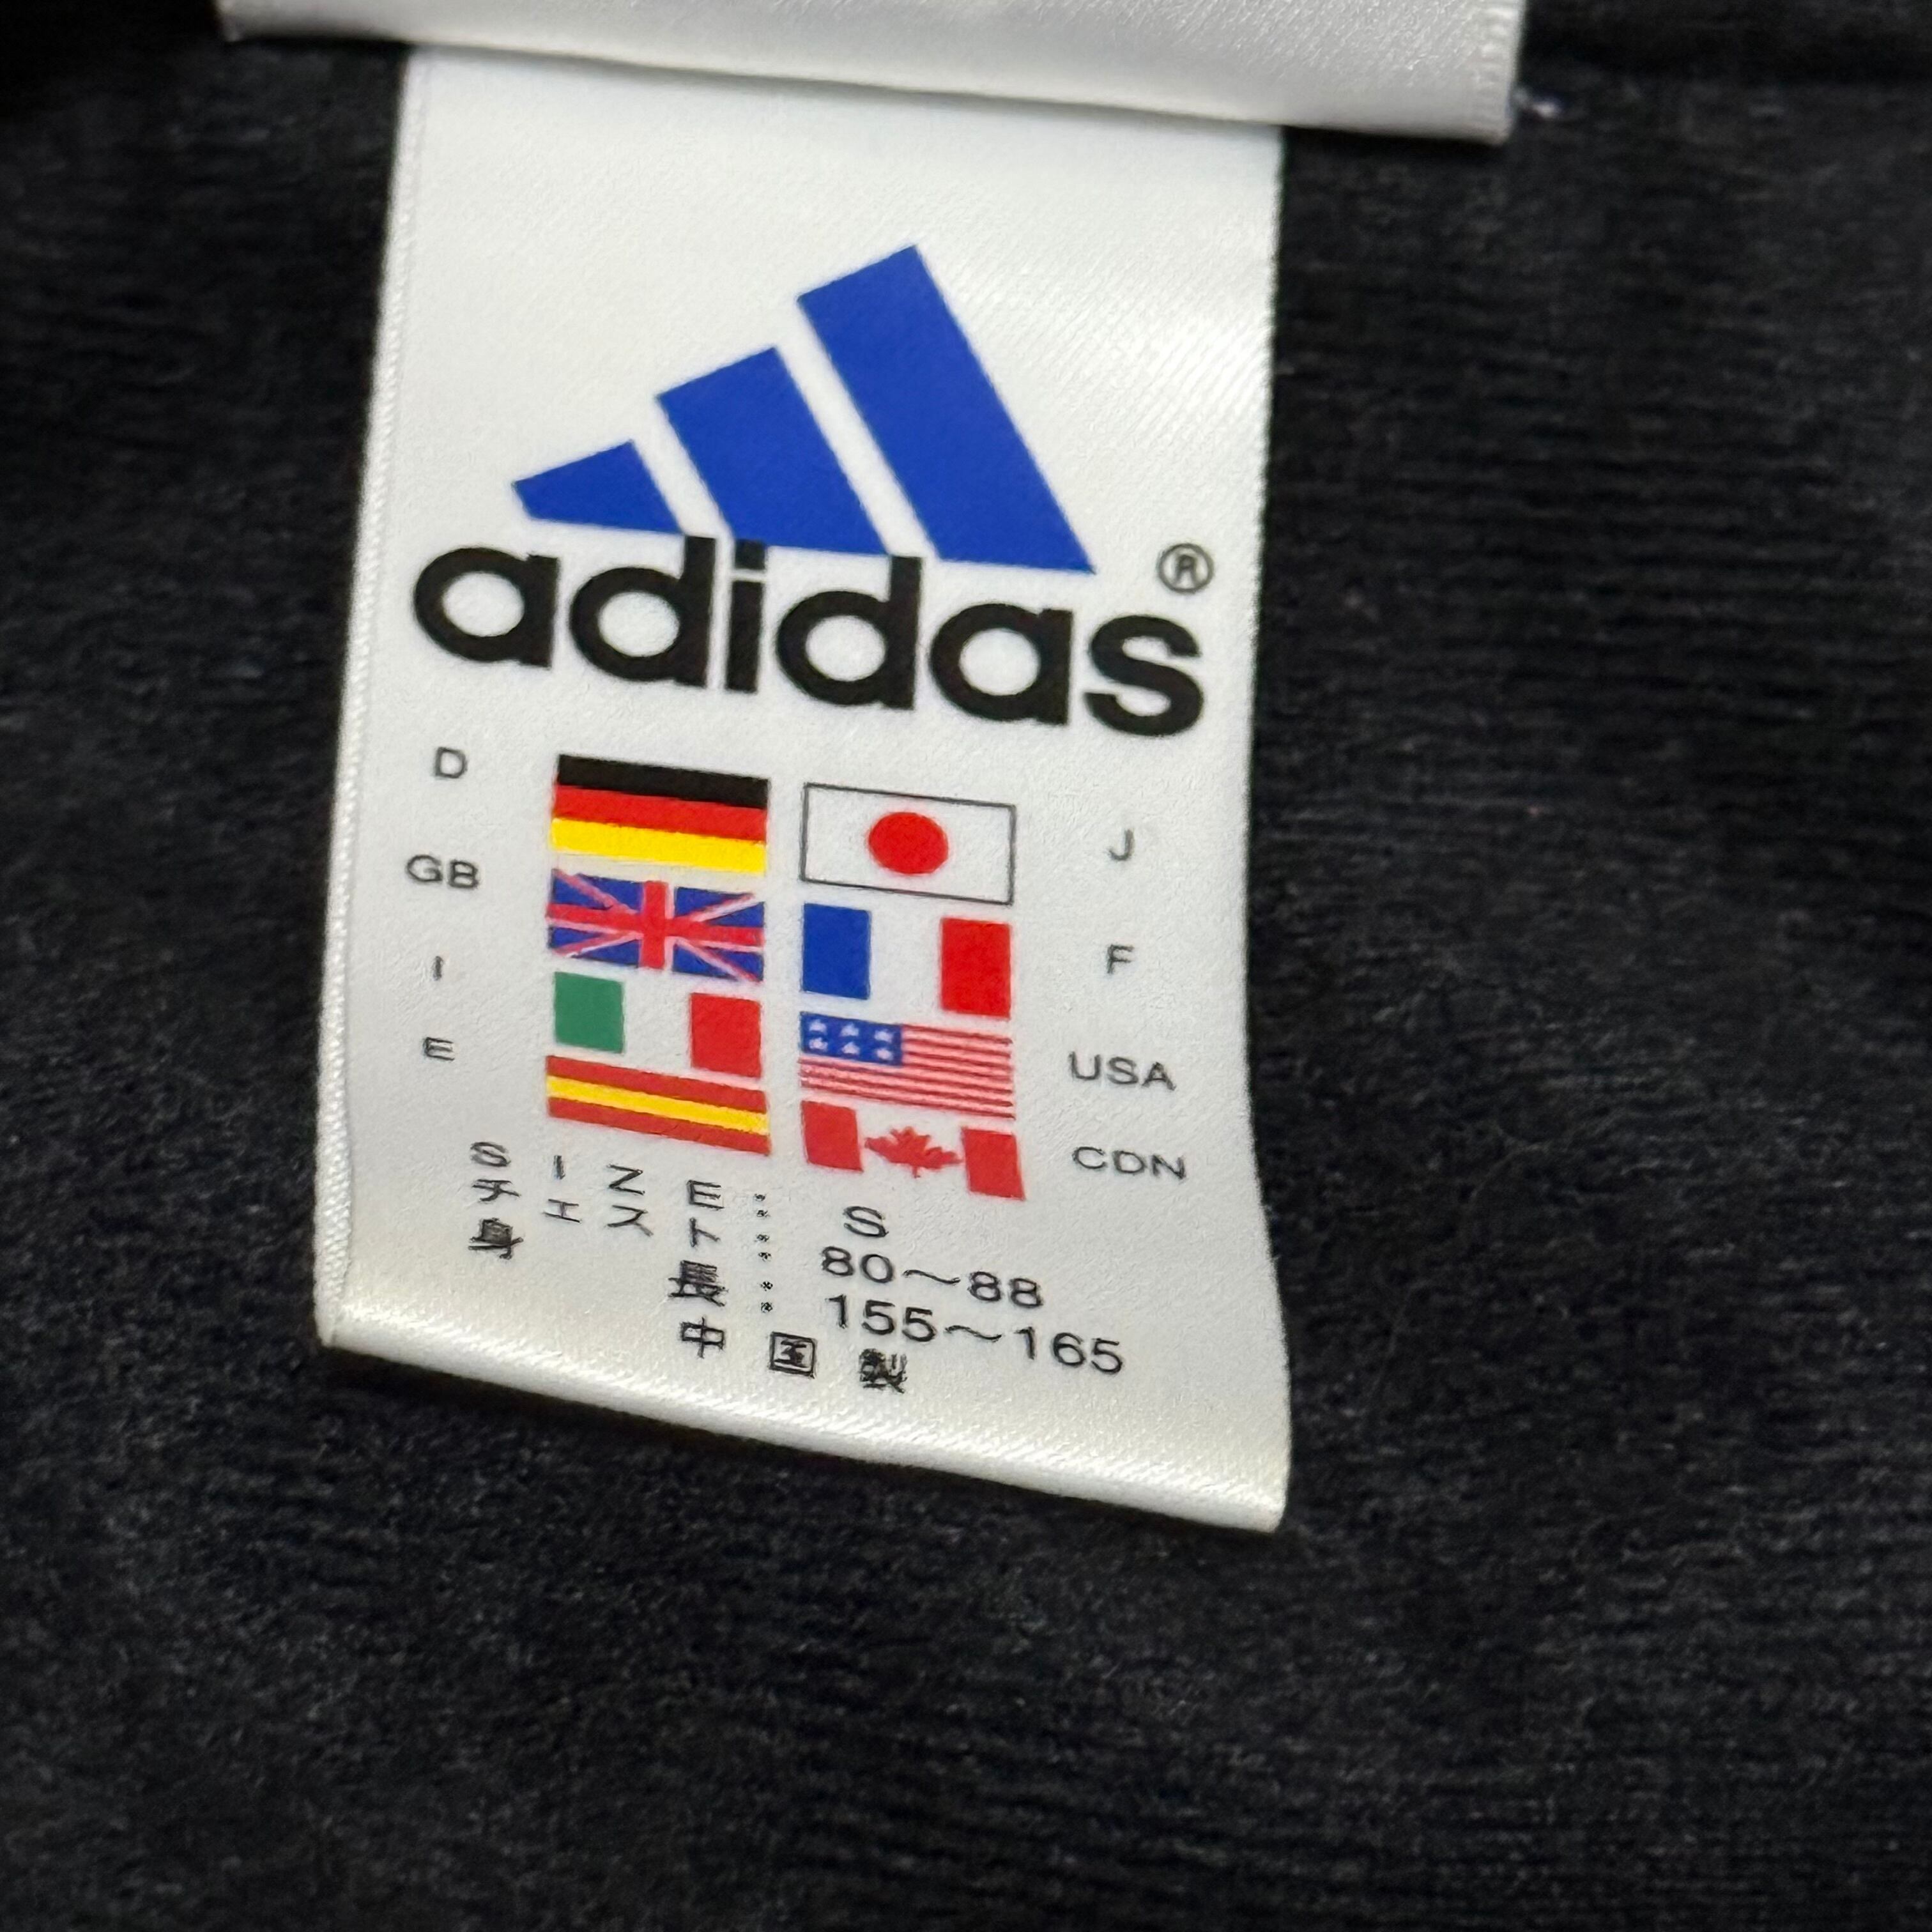 adidas®
D J
GB F
I USA
E CDN
SIZE: S
チェスト: 80～88
身長: 155～165
中国製